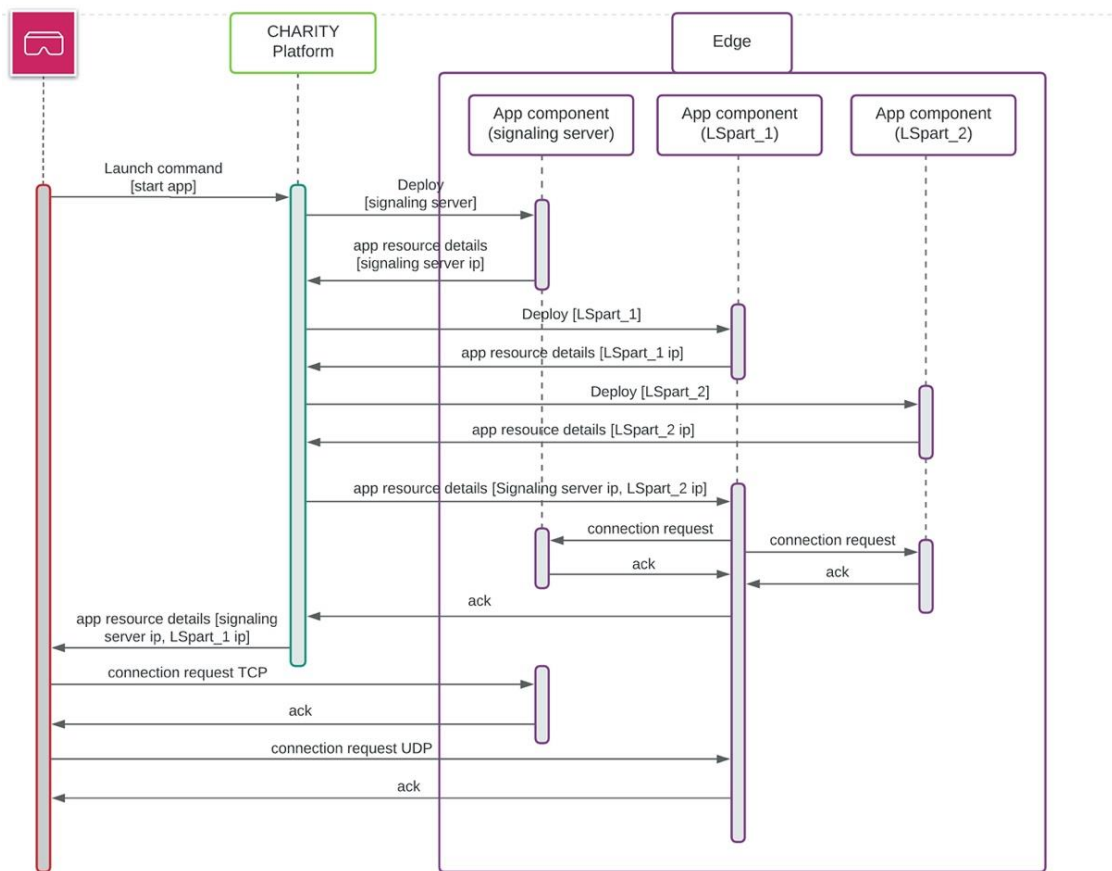 CHARITY
Platform
Edge
App component
(signaling server)
App component
(LSpart_1)
App component
(LSpart_2)
Launch command
[start app]
Deploy
[signaling server]
app resource details
[signaling server ip]
Deploy [LSpart_1]
app resource details [LSpart_1 ip]
Deploy [LSpart_2]
app resource details [LSpart_2 ip]
app resource details [Signaling server ip, LSpart_2 ip]
connection request
connection request
ack
ack
ack
app resource details [signaling
server ip, LSpart_1 ip]
connection request TCP
ack
connection request UDP
ack